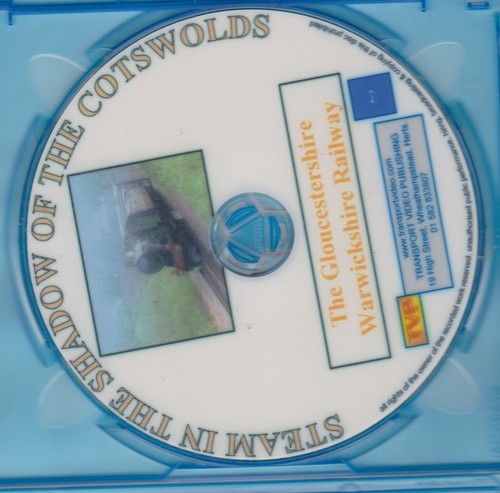 STEAM IN THE SHADOW OF THE COTSWOLDS
The Gloucestershire
Warwickshire Railway
www.transportvideo.com
TRANSPORT VIDEO PUBLISHING
19 High Street, Wheathampstead, Herts
01 582 833807
TVP
all rights of the owner of the recorded work reserved. unauthorised public performance, hiring, broadcasting & copying of this disc prohibited